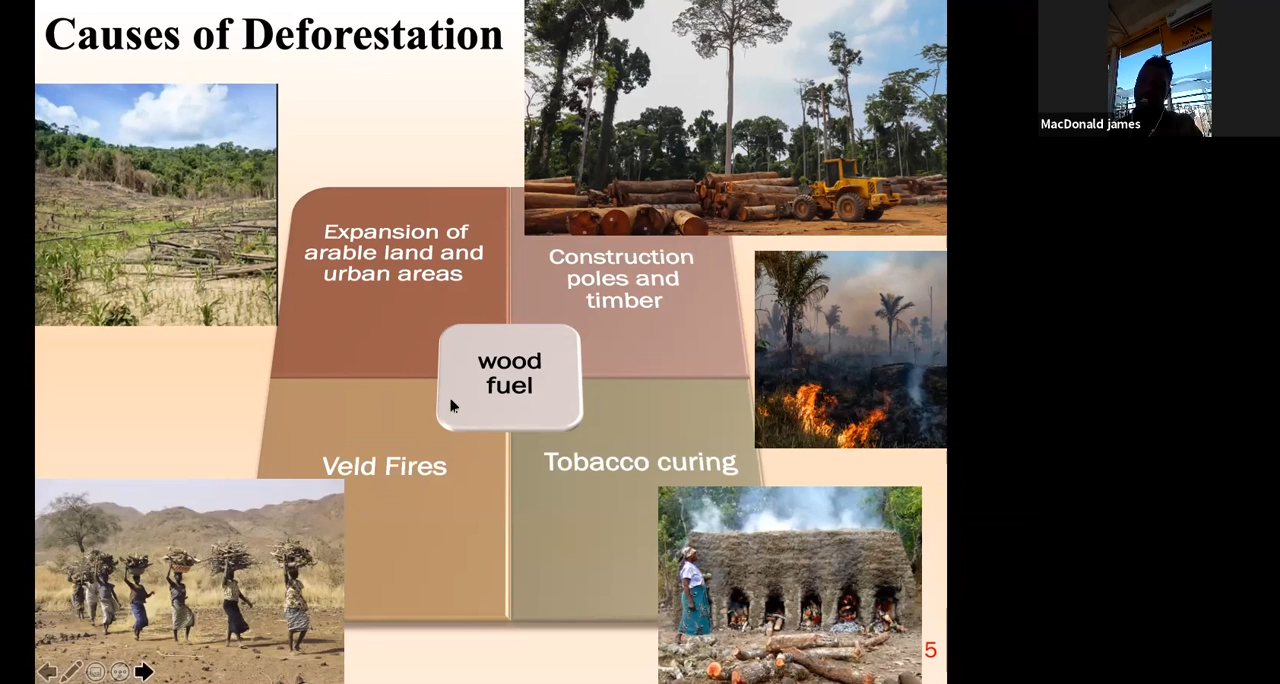 Causes of Deforestation
Expansion of
arable land and
urban areas
Construction
poles and
timber
wood
fuel
Veld Fires
Tobacco curing
5
MacDonald james